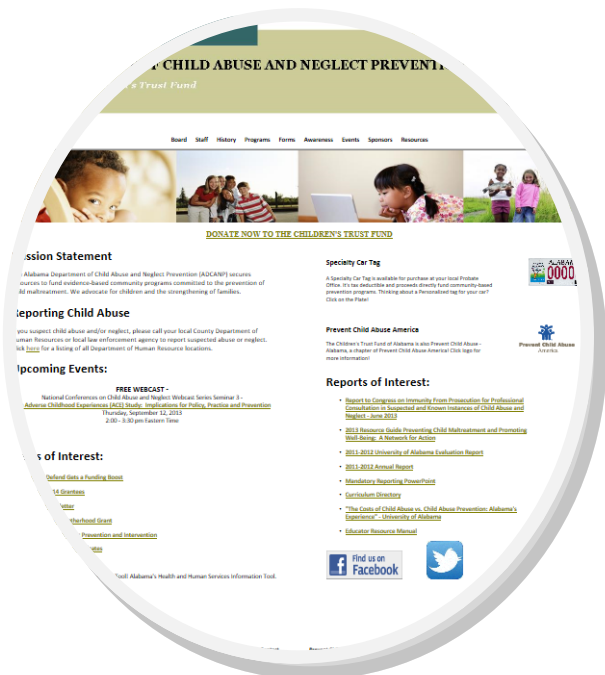 F CHILD ABUSE AND NEGLECT PREVENTI
's Trust Fund
Board Staff History Programs Forms Awareness Events Sponsors Resources
DONATE NOW TO THE CHILDREN'S TRUST FUND
ission Statement
Alabama Department of Child Abuse and Neglect Prevention (ADCANP) secures
ources to fund evidence-based community programs committed to the prevention of
ild maltreatment. We advocate for children and the strengthening of families.
eporting Child Abuse
you suspect child abuse and/or neglect, please call your local County Department of
uman Resources or local law enforcement agency to report suspected abuse or neglect.
ick here for a listing of all Department of Human Resource locations.
Upcoming Events:
FREE WEBCAST -
National Conferences on Child Abuse and Neglect Webcast Series Seminar 3 -
Adverse Childhood Experiences (ACE) Study: Implications for Policy, Practice and Prevention
Thursday, September 12, 2013
2:00 - 3:30 pm Eastern Time
s of Interest:
Defend Gets a Funding Boost
14 Grantees
etter
therhood Grant
Prevention and Intervention
ates
Tool! Alabama's Health and Human Services Information Tool.
Specialty Car Tag
A Specialty Car Tag is available for purchase at your local Probate
Office. It's tax deductible and proceeds directly fund community-based
prevention programs. Thinking about a Personalized tag for your car?
Click on the Plate!
ALABAM
0000
Prevent Child Abuse America
The Children's Trust Fund of Alabama is also Prevent Child Abuse -
Alabama, a chapter of Prevent Child Abuse America! Click logo for
more information!
Prevent Child Abuse
America
Reports of Interest:
• Report to Congress on Immunity From Prosecution for Professional
Consultation in Suspected and Known Instances of Child Abuse and
Neglect - June 2013
• 2013 Resource Guide Preventing Child Maltreatment and Promoting
Well-Being: A Network for Action
• 2011-2012 University of Alabama Evaluation Report
• 2011-2012 Annual Report
• Mandatory Reporting PowerPoint
• Curriculum Directory
• "The Costs of Child Abuse vs. Child Abuse Prevention: Alabama's
Experience" - University of Alabama
• Educator Resource Manual
Find us on
Facebook